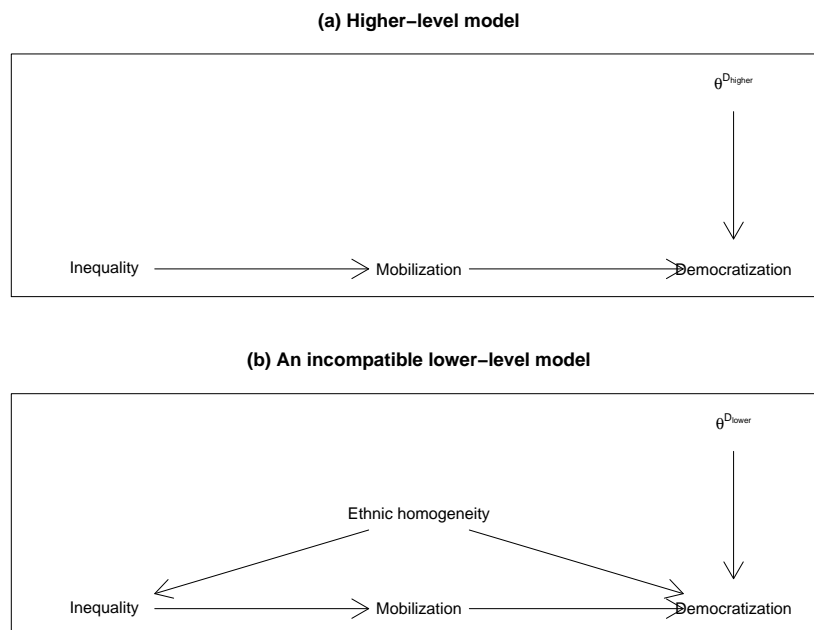 (a) Higher−level model
θ^D_higher
Inequality Mobilization Democratization
(b) An incompatible lower−level model
θ^D_lower
Ethnic homogeneity
Inequality Mobilization Democratization